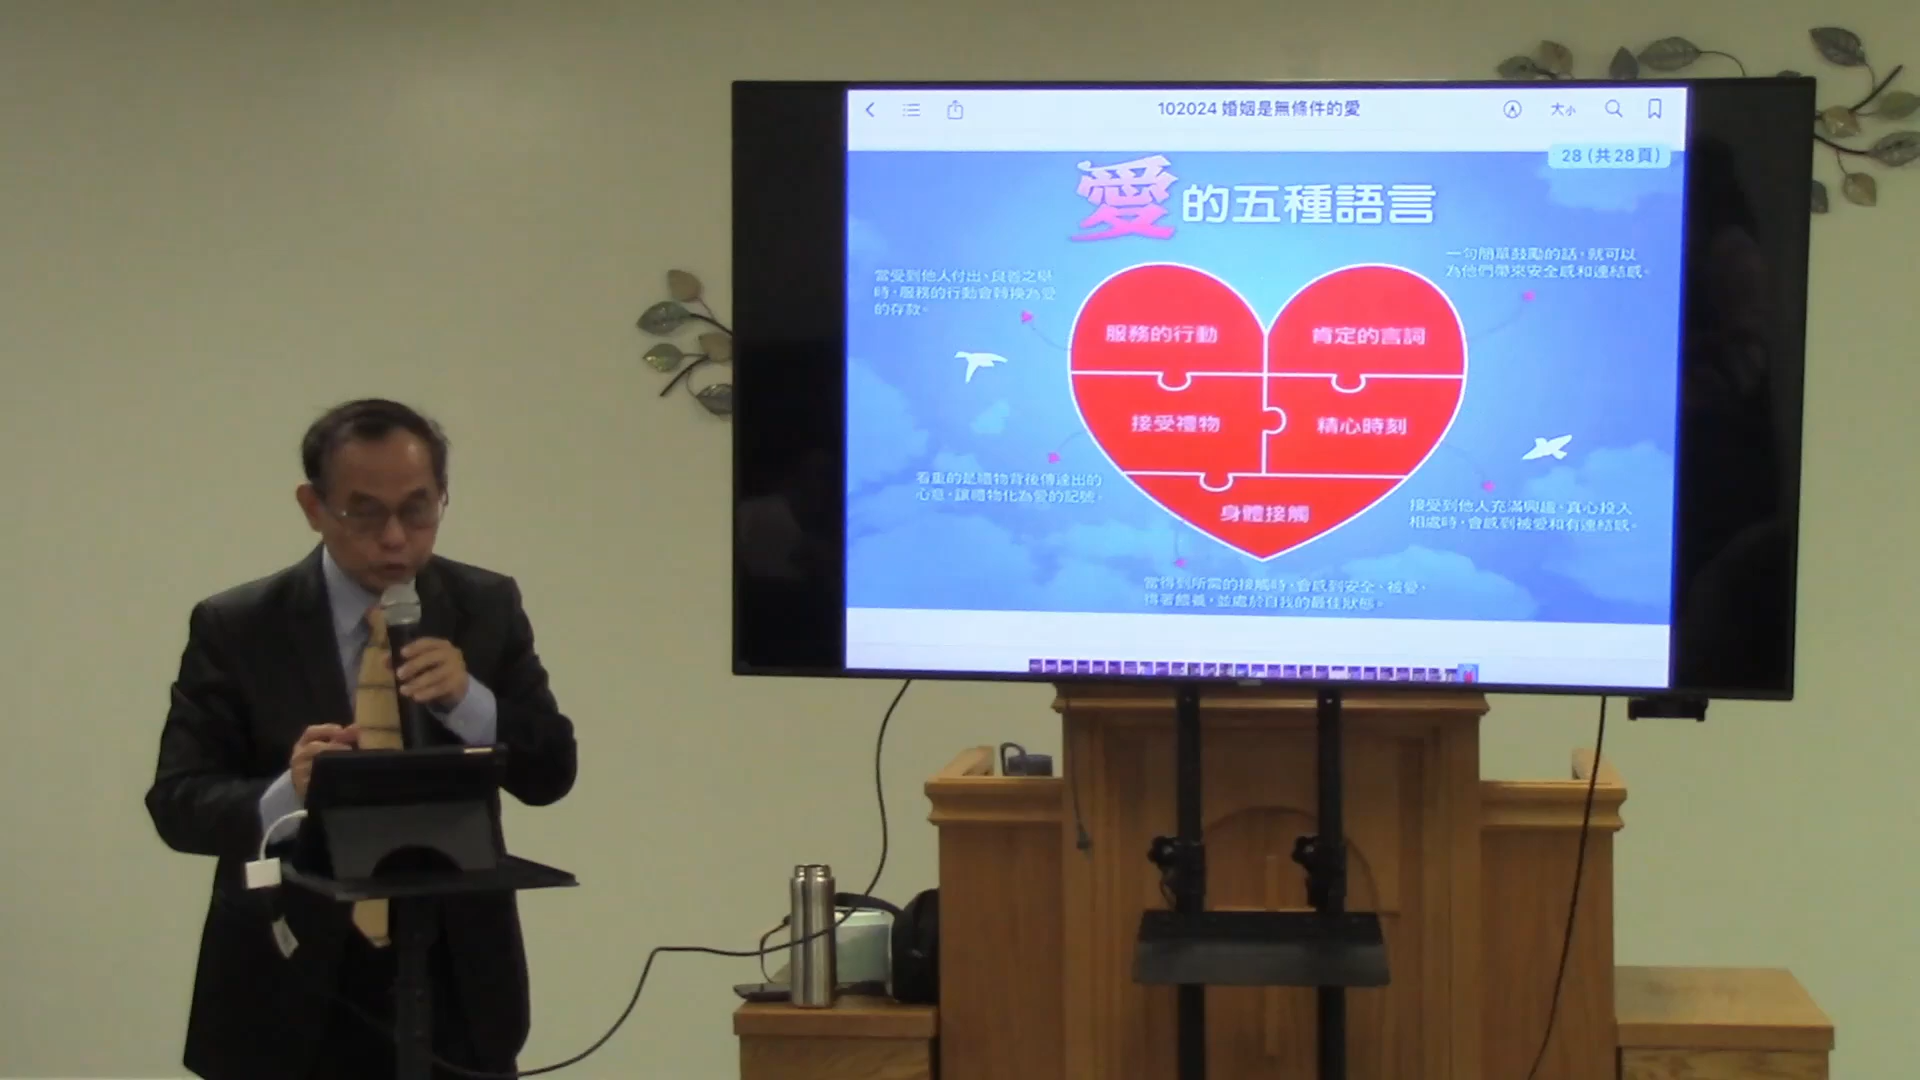 102024 婚姻是無條件的愛
大小
28 (共28頁)
愛的五種語言
當受到他人付出、良善之舉
時，服務的行動會轉換為愛
的存款。
一句簡單鼓勵的話，就可以
為他們帶來安全感和連結感。
服務的行動
肯定的言詞
接受禮物
精心時刻
看重的是禮物背後傳達出的
心意，讓禮物化為愛的記號。
接受到他人充滿興趣、真心投入
相處時，會感到被愛和有連結感。
身體接觸
當得到所需的接觸時，會感到安全、被愛、
得著餵養，並處於自我的最佳狀態。